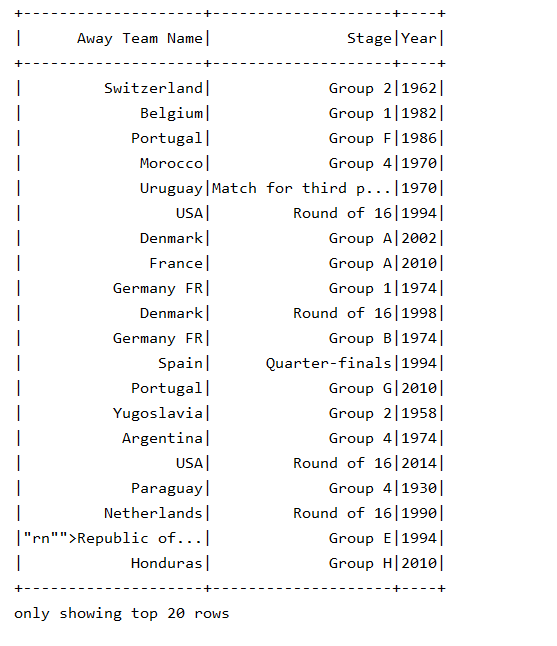 +--------------------+--------------------+----+
|      Away Team Name|               Stage|Year|
+--------------------+--------------------+----+
|         Switzerland|             Group 2|1962|
|             Belgium|             Group 1|1982|
|            Portugal|             Group F|1986|
|             Morocco|             Group 4|1970|
|             Uruguay|Match for third p...|1970|
|                 USA|         Round of 16|1994|
|             Denmark|             Group A|2002|
|              France|             Group A|2010|
|          Germany FR|             Group 1|1974|
|             Denmark|         Round of 16|1998|
|          Germany FR|             Group B|1974|
|               Spain|      Quarter-finals|1994|
|            Portugal|             Group G|2010|
|          Yugoslavia|             Group 2|1958|
|           Argentina|             Group 4|1974|
|                 USA|         Round of 16|2014|
|            Paraguay|             Group 4|1930|
|         Netherlands|         Round of 16|1990|
|"rn"">Republic of...|             Group E|1994|
|            Honduras|             Group H|2010|
+--------------------+--------------------+----+
only showing top 20 rows